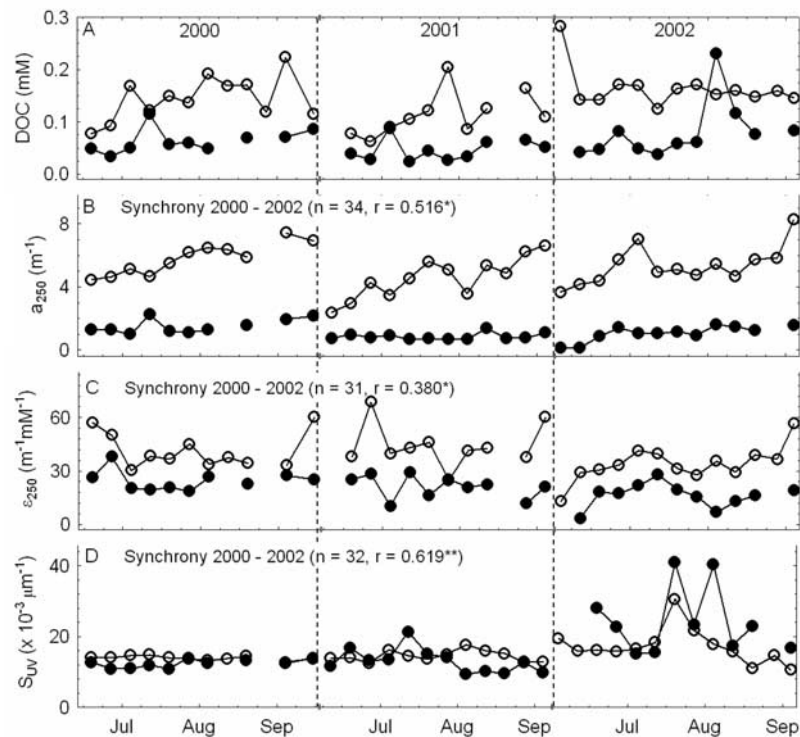 A 2000 2001 2002
DOC (mM)
0.3
0.2
0.1
0.0
B Synchrony 2000 - 2002 (n = 34, r = 0.516*)
a250 (m-1)
8
4
0
C Synchrony 2000 - 2002 (n = 31, r = 0.380*)
ε250 (m-1mM-1)
60
30
0
D Synchrony 2000 - 2002 (n = 32, r = 0.619**)
SUV (x 10-3 μm-1)
40
20
0
Jul Aug Sep Jul Aug Sep Jul Aug Sep